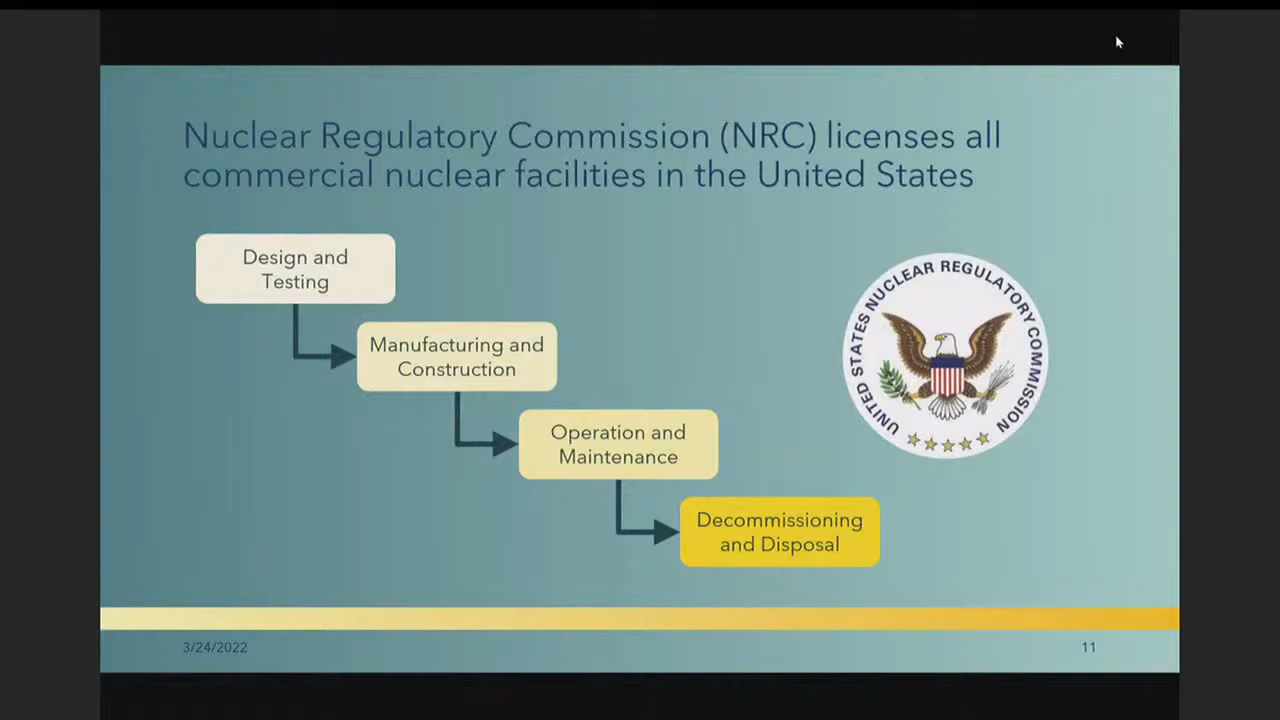 Nuclear Regulatory Commission (NRC) licenses all
commercial nuclear facilities in the United States
Design and
Testing
Manufacturing and
Construction
Operation and
Maintenance
Decommissioning
and Disposal
UNITED STATES NUCLEAR REGULATORY COMMISSION
3/24/2022
11